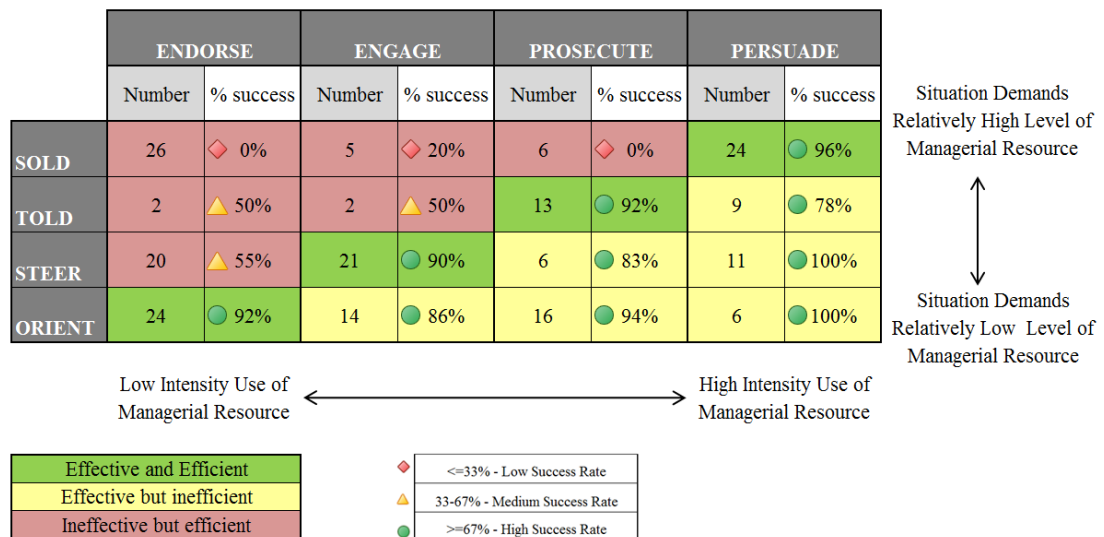 ENDORSE ENGAGE PROSECUTE PERSUADE
Number % success Number % success Number % success Number % success
SOLD 26 0% 5 20% 6 0% 24 96%
TOLD 2 50% 2 50% 13 92% 9 78%
STEER 20 55% 21 90% 6 83% 11 100%
ORIENT 24 92% 14 86% 16 94% 6 100%
Situation Demands
Relatively High Level of
Managerial Resource
Situation Demands
Relatively Low Level of
Managerial Resource
Low Intensity Use of
Managerial Resource
High Intensity Use of
Managerial Resource
Effective and Efficient
Effective but inefficient
Ineffective but efficient
<=33% - Low Success Rate
33-67% - Medium Success Rate
>=67% - High Success Rate